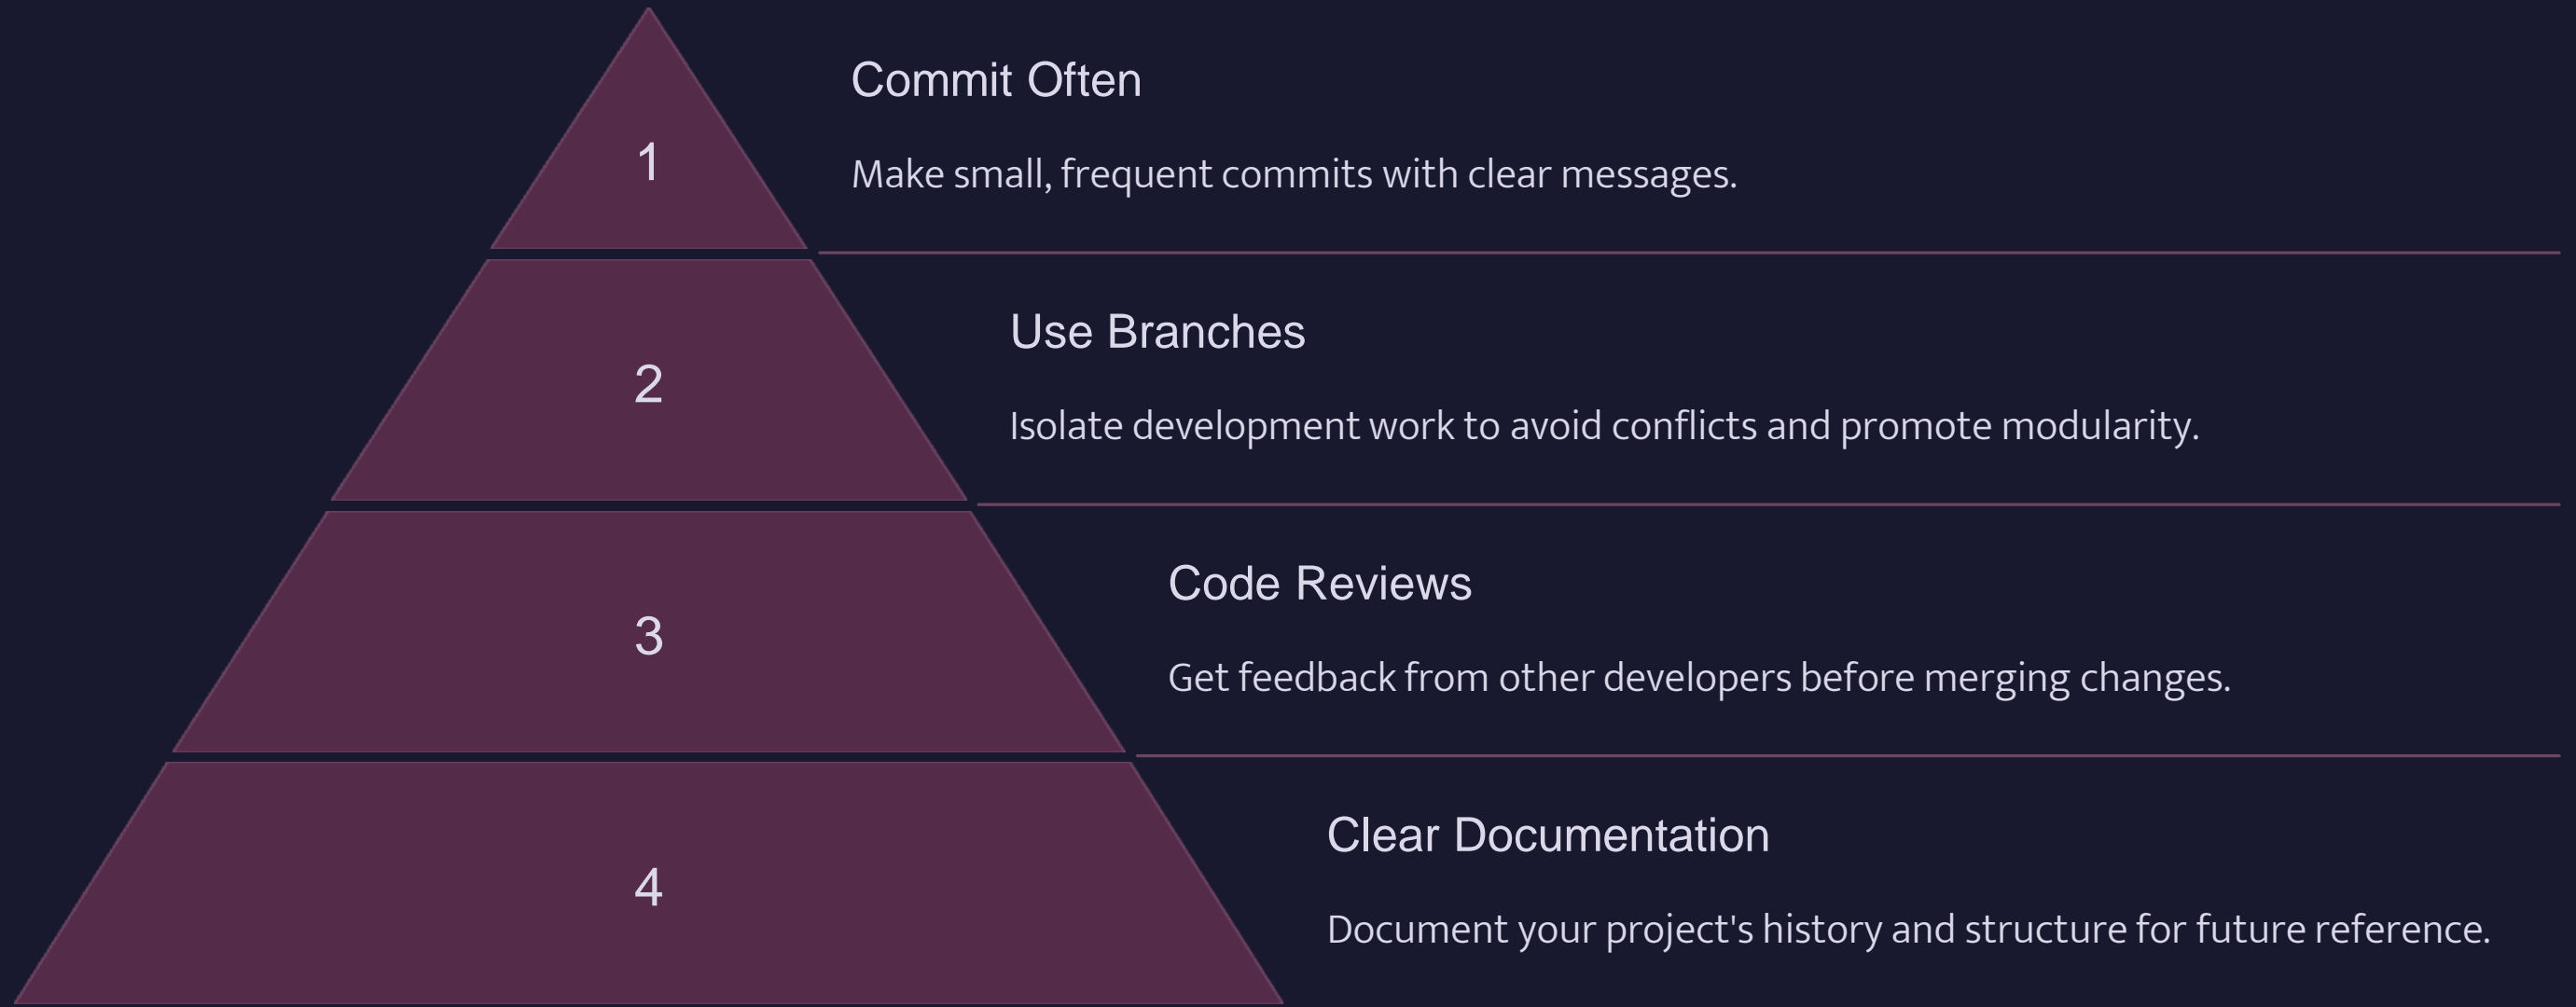 1
Commit Often
Make small, frequent commits with clear messages.
2
Use Branches
Isolate development work to avoid conflicts and promote modularity.
3
Code Reviews
Get feedback from other developers before merging changes.
4
Clear Documentation
Document your project's history and structure for future reference.